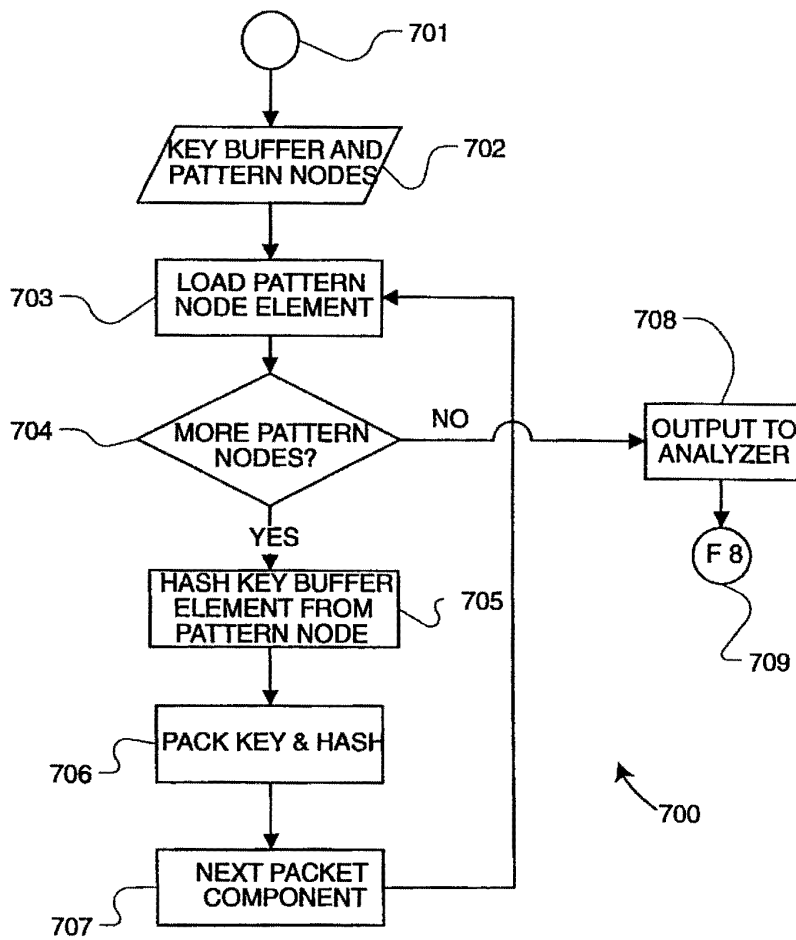 701
KEY BUFFER AND
PATTERN NODES
702
LOAD PATTERN
NODE ELEMENT
703
708
704
MORE PATTERN
NODES?
NO
OUTPUT TO
ANALYZER
YES
F 8
HASH KEY BUFFER
ELEMENT FROM
PATTERN NODE
705
709
PACK KEY & HASH
706
700
NEXT PACKET
COMPONENT
707